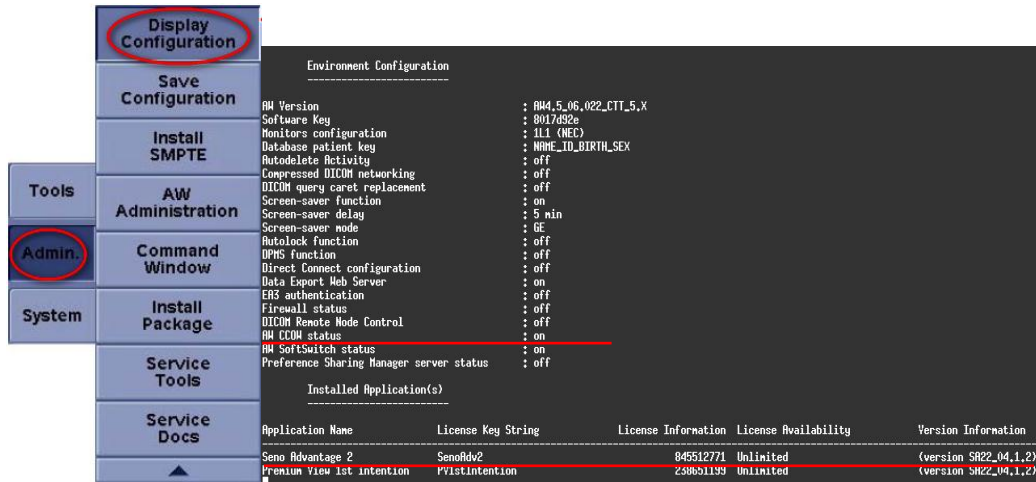 Tools
Admin.
System
Display
Configuration
Save
Configuration
Install
SMPTE
AW
Administration
Command
Window
Install
Package
Service
Tools
Service
Docs
Environment Configuration
-------------------------
AW Version : AW4.5_06.022_CTT_5.X
Software Key : 8017d92e
Monitors configuration : 1L1 (NEC)
Database patient key : NAME_ID_BIRTH_SEX
Autodelete Activity : off
Compressed DICOM networking : off
DICOM query caret replacement : off
Screen-saver function : on
Screen-saver delay : 5 min
Screen-saver mode : GE
Autolock function : off
DPMS function : off
Direct Connect configuration : off
Data Export Web Server : on
EA3 authentication : off
Firewall status : off
DICOM Remote Node Control : off
AW CCOW status : on
AW SoftSwitch status : on
Preference Sharing Manager server status : off
Installed Application(s)
-------------------------
Application Name License Key String License Information License Availability Version Information
Seno Advantage 2 SenoAdv2 845512771 Unlimited (version SA22_04.1.2)
Premium View 1st intention PV1stIntention 238651199 Unlimited (version SA22_04.1.2)